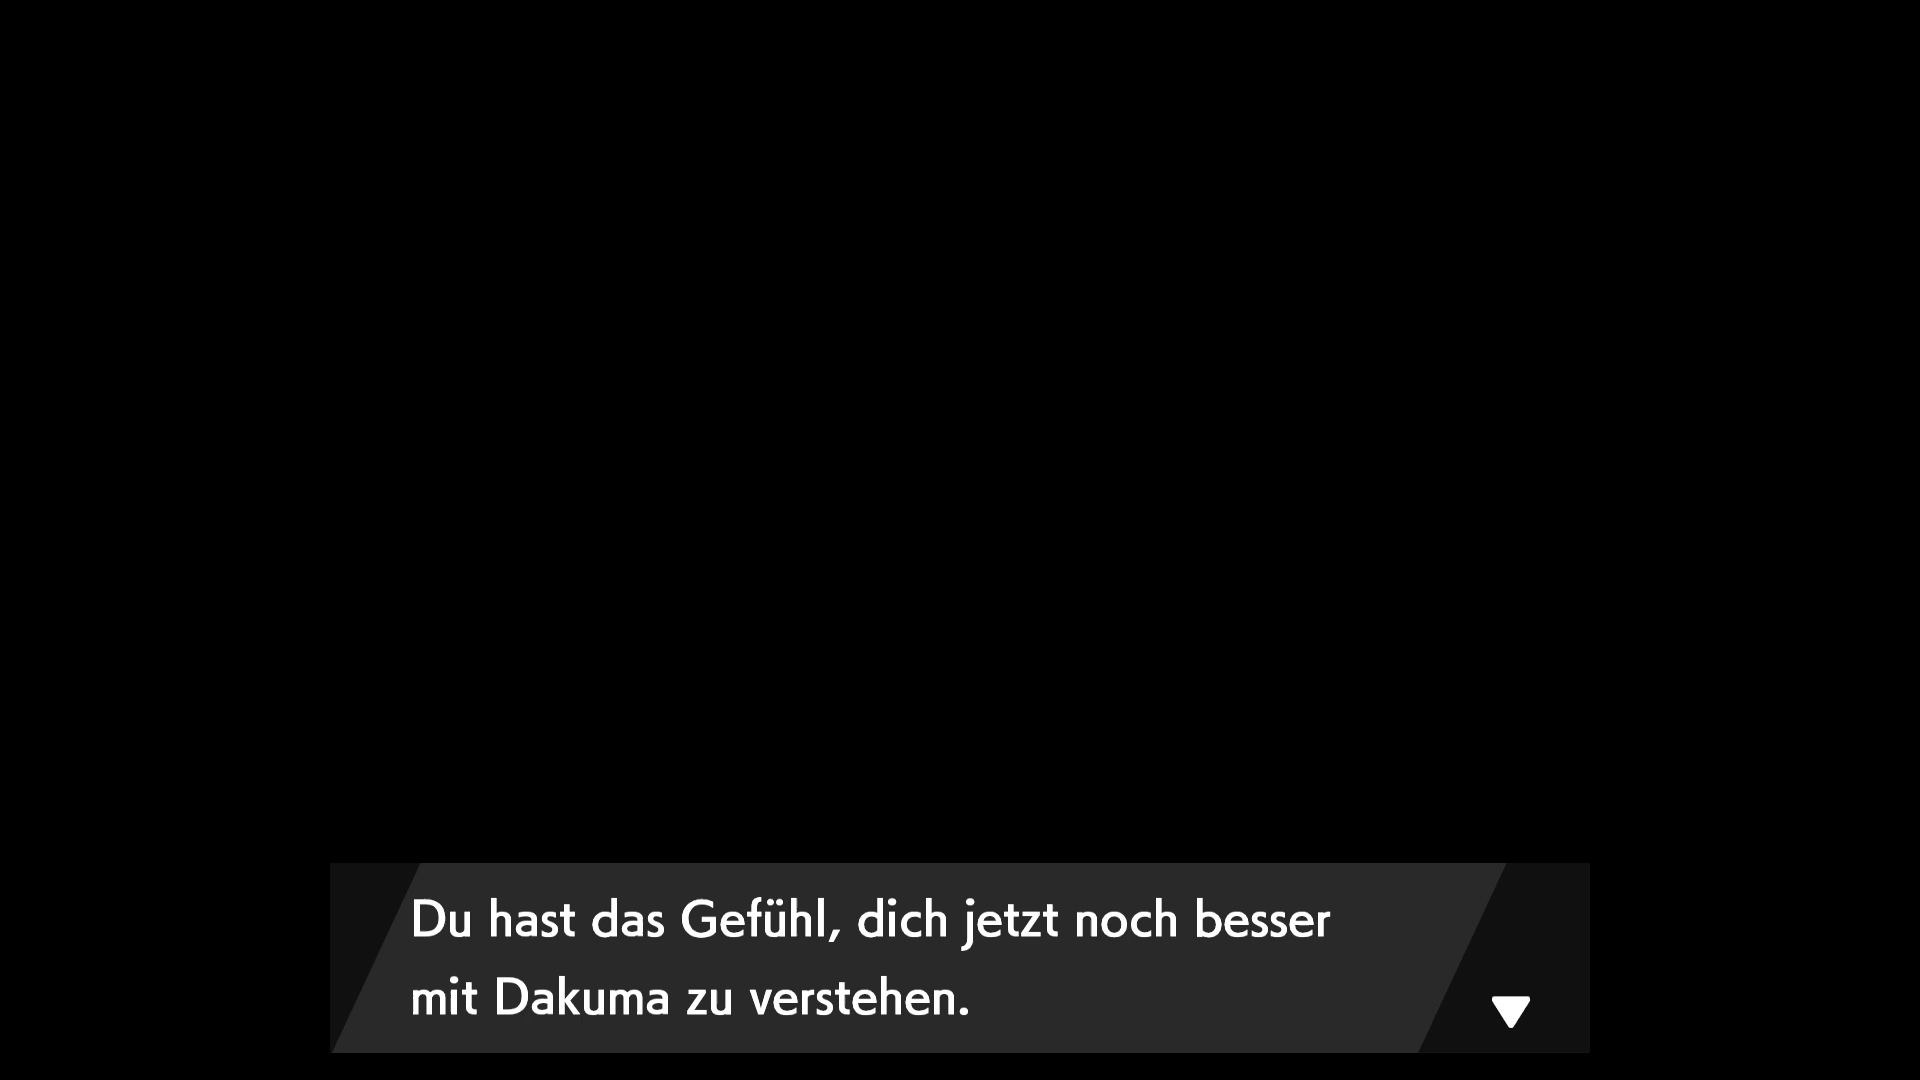 Du hast das Gefühl, dich jetzt noch besser
mit Dakuma zu verstehen.